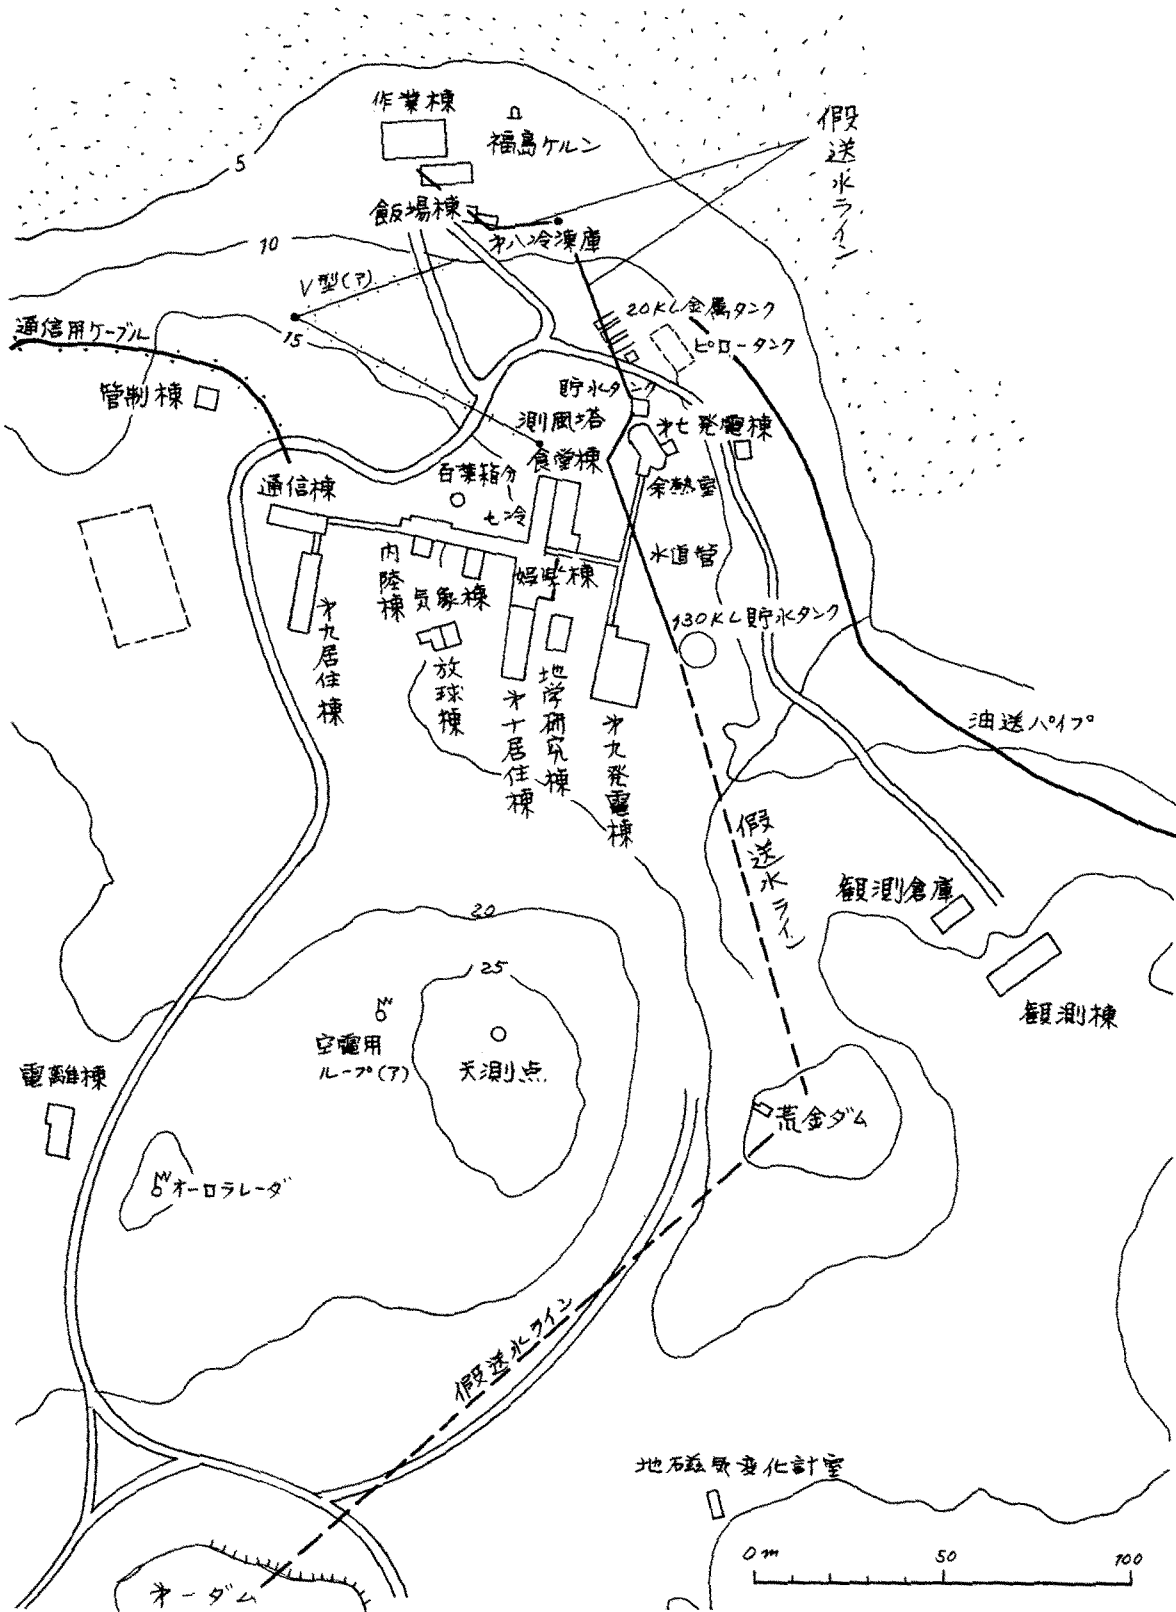 作業棟
福島ケルン
假送水ライン
5
飯場棟
才八冷凍庫
10
V型(ア)
20KL金属タンク
通信用ケーブル
15
ピロータンク
管制棟
貯水タンク
測風塔
才七発電棟
百葉箱
食堂棟
通信棟
余熱室
七冷
内陸棟
気象棟
娯楽棟
水道管
才九居住棟
130KL貯水タンク
放球棟
地学研究棟
才十居住棟
才九発電棟
油送パイプ
假送水ライン
観測倉庫
20
25
観測棟
空電用
ループ(ア)
天測点
電離棟
荒金ダム
オーロラレーダ
假送水ライン
地磁気変化計室
0m 50 100
才一ダム